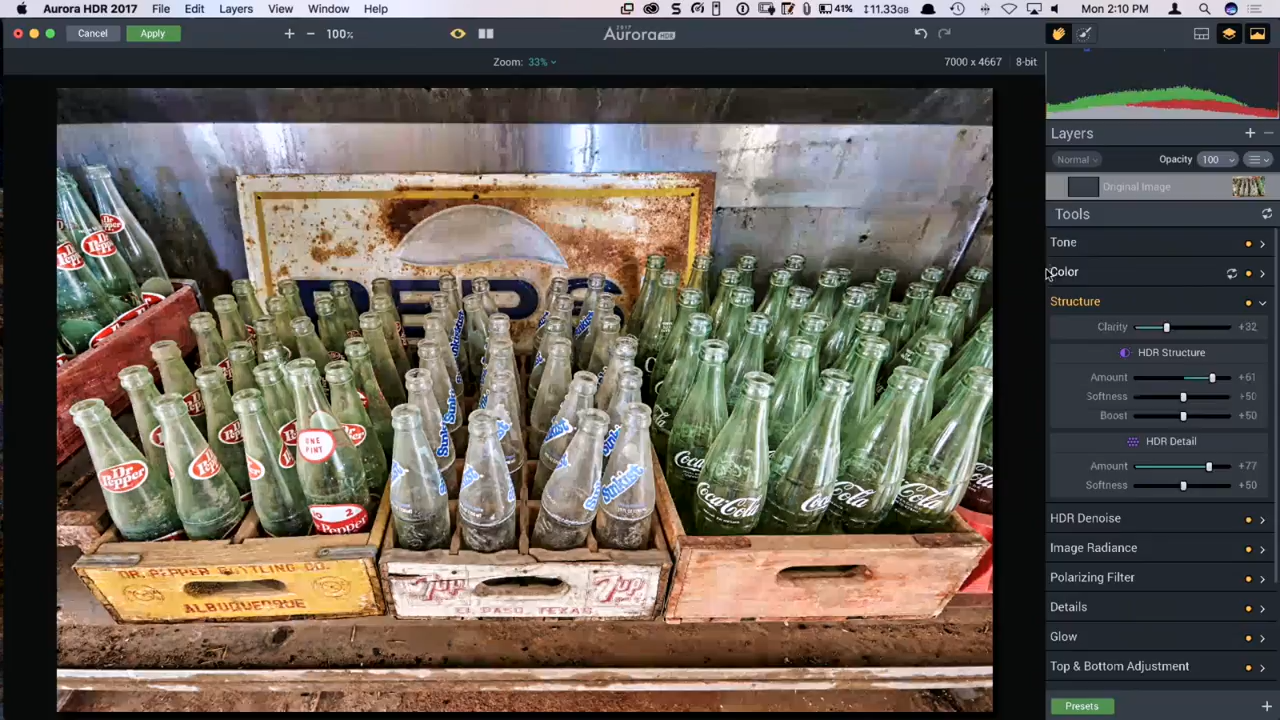 Aurora HDR 2017 File Edit Layers View Window Help 41% 11.33GB Mon 2:10 PM
Cancel Apply 100% 2017 Aurora HDR
Zoom: 33% 7000 x 4667 8-bit
Layers
Normal Opacity 100
Original Image
Tools
Tone
Color
Structure
Clarity +32
HDR Structure
Amount +61
Softness +50
Boost +50
HDR Detail
Amount +77
Softness +50
HDR Denoise
Image Radiance
Polarizing Filter
Details
Glow
Top & Bottom Adjustment
Presets
ONE
PINT
Dr Pepper
Pepper
Sunkist
Coca-Cola
Coca-Cola
DR. PEPPER BOTTLING CO.
ALBUQUERQUE
7up 7up
EL PASO, TEXAS